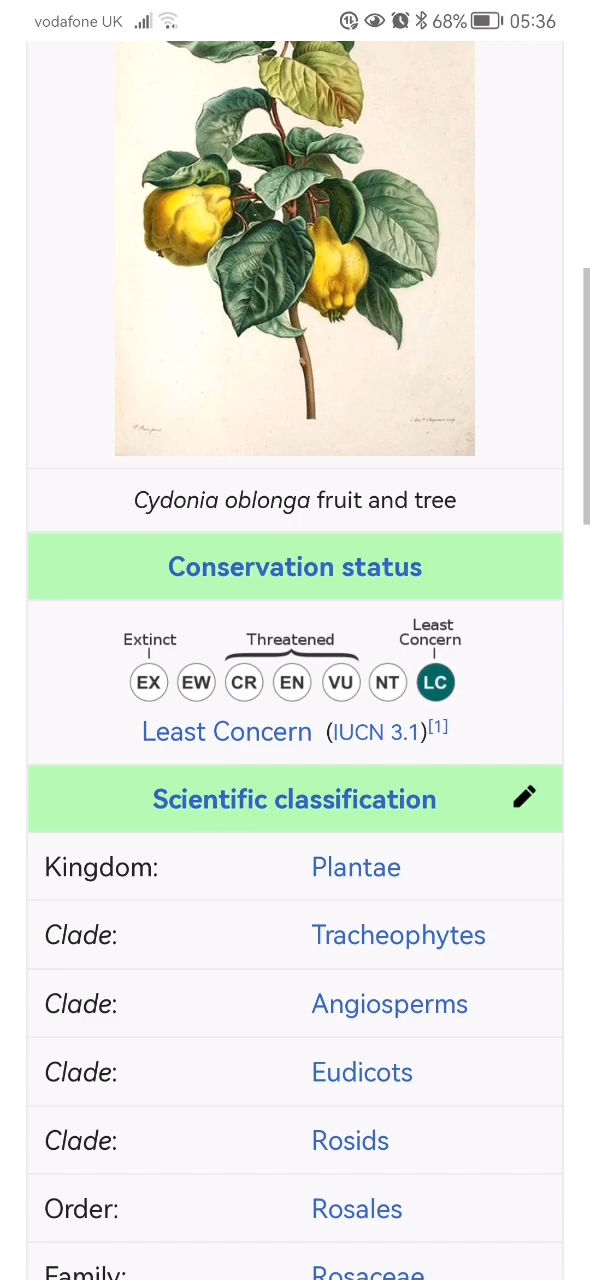 vodafone UK 68% 05:36
Cydonia oblonga fruit and tree
Conservation status
Extinct Threatened Least Concern
EX EW CR EN VU NT LC
Least Concern (IUCN 3.1)[1]
Scientific classification
Kingdom: Plantae
Clade: Tracheophytes
Clade: Angiosperms
Clade: Eudicots
Clade: Rosids
Order: Rosales
Family: Rosaceae